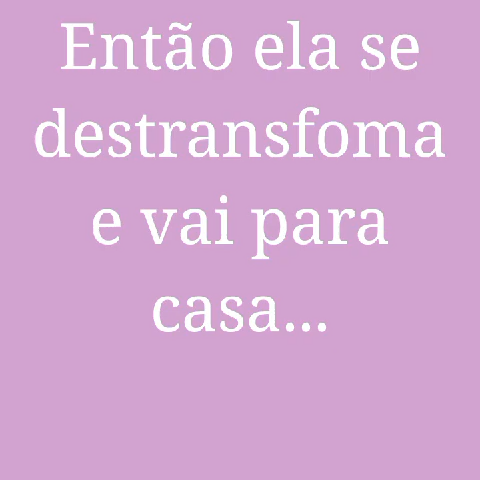 Então ela se
destransfoma
e vai para
casa...